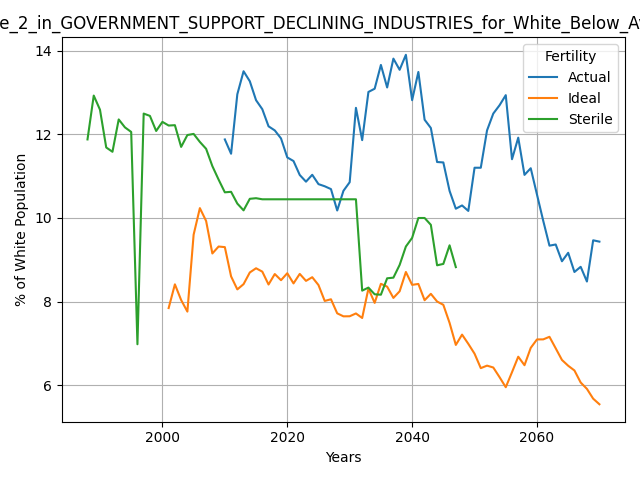 e_2_in_GOVERNMENT_SUPPORT_DECLINING_INDUSTRIES_for_White_Below_A
Fertility
Actual
Ideal
Sterile
14
12
10
8
6
% of White Population
2000
2020
2040
2060
Years